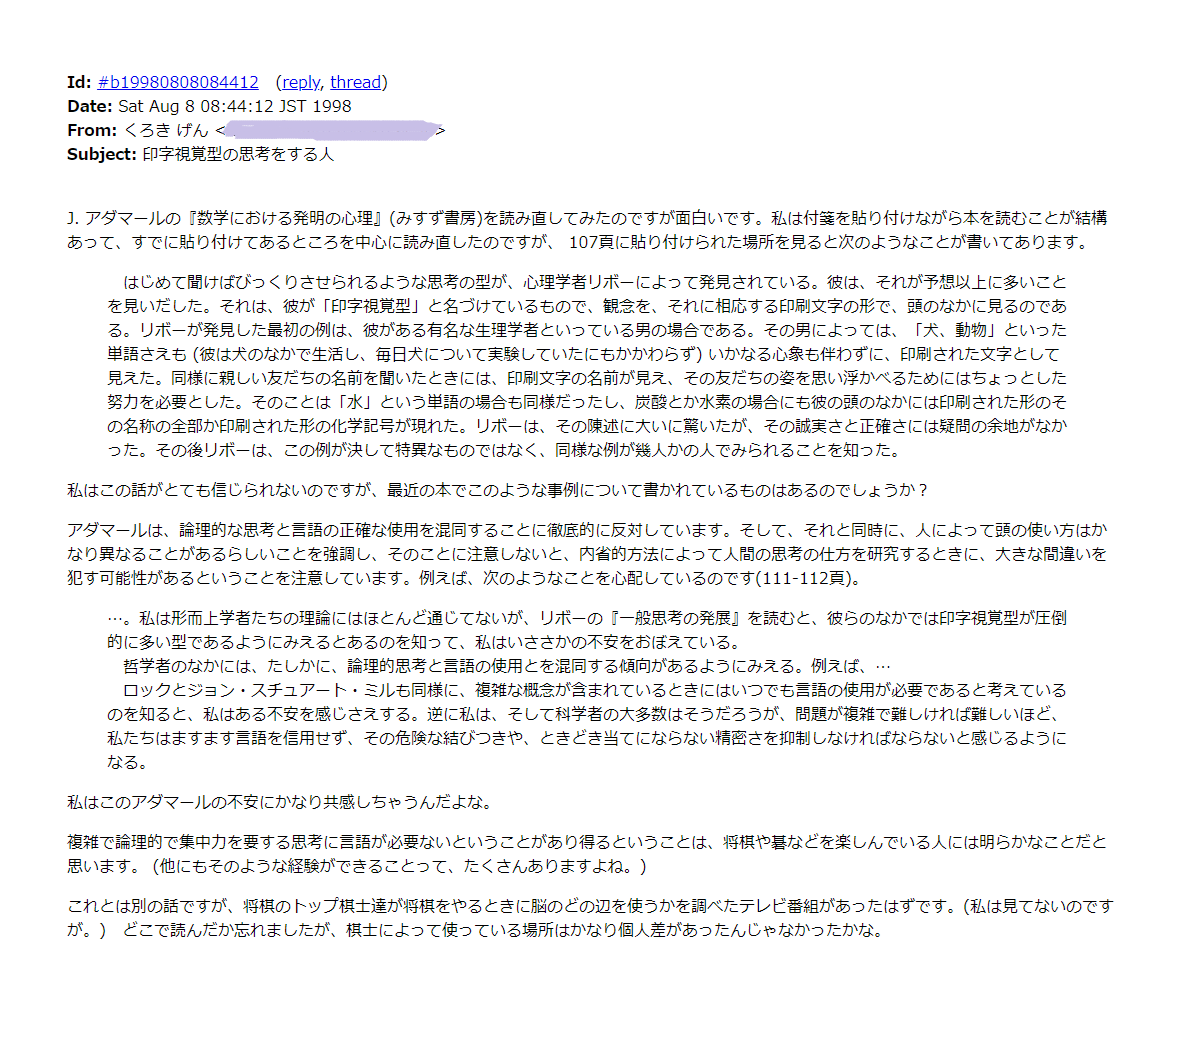 Id: #b19980808084412 (reply, thread)
Date: Sat Aug 8 08:44:12 JST 1998
From: くろき げん < >
Subject: 印字視覚型の思考をする人
J. アダマールの『数学における発明の心理』(みすず書房)を読み直してみたのですが面白いです。私は付箋を貼り付けながら本を読むことが結構
あって、すでに貼り付けてあるところを中心に読み直したのですが、 107頁に貼り付けられた場所を見ると次のようなことが書いてあります。
はじめて聞けばびっくりさせられるような思考の型が、心理学者リボーによって発見されている。彼は、それが予想以上に多いこと
を見いだした。それは、彼が「印字視覚型」と名づけているもので、観念を、それに相応する印刷文字の形で、頭のなかに見るのであ
る。リボーが発見した最初の例は、彼がある有名な生理学者といっている男の場合である。その男によっては、「犬、動物」といった
単語さえも (彼は犬のなかで生活し、毎日犬について実験していたにもかかわらず) いかなる心象も伴わずに、印刷された文字として
見えた。同様に親しい友だちの名前を聞いたときには、印刷文字の名前が見え、その友だちの姿を思い浮かべるためにはちょっとした
努力を必要とした。そのことは「水」という単語の場合も同様だったし、炭酸とか水素の場合にも彼の頭のなかには印刷された形のそ
の名称の全部か印刷された形の化学記号が現れた。リボーは、その陳述に大いに驚いたが、その誠実さと正確さには疑問の余地がなか
った。その後リボーは、この例が決して特異なものではなく、同様な例が幾人かの人でみられることを知った。
私はこの話がとても信じられないのですが、最近の本でこのような事例について書かれているものはあるのでしょうか？
アダマールは、論理的な思考と言語の正確な使用を混同することに徹底的に反対しています。そして、それと同時に、人によって頭の使い方はか
なり異なることがあるらしいことを強調し、そのことに注意しないと、内省的方法によって人間の思考の仕方を研究するときに、大きな間違いを
犯す可能性があるということを注意しています。例えば、次のようなことを心配しているのです(111-112頁)。
…。私は形而上学者たちの理論にはほとんど通じてないが、リボーの『一般思考の発展』を読むと、彼らのなかでは印字視覚型が圧倒
的に多い型であるようにみえるとあるのを知って、私はいささかの不安をおぼえている。
哲学者のなかには、たしかに、論理的思考と言語の使用とを混同する傾向があるようにみえる。例えば、…
ロックとジョン・スチュアート・ミルも同様に、複雑な概念が含まれているときにはいつでも言語の使用が必要であると考えている
のを知ると、私はある不安を感じさえする。逆に私は、そして科学者の大多数はそうだろうが、問題が複雑で難しければ難しいほど、
私たちはますます言語を信用せず、その危険な結びつきや、ときどき当てにならない精密さを抑制しなければならないと感じるように
なる。
私はこのアダマールの不安にかなり共感しちゃうんだよな。
複雑で論理的で集中力を要する思考に言語が必要ないということがあり得るということは、将棋や碁などを楽しんでいる人には明らかなことだと
思います。 (他にもそのような経験ができることって、たくさんありますよね。)
これとは別の話ですが、将棋のトップ棋士達が将棋をやるときに脳のどの辺を使うかを調べたテレビ番組があったはずです。(私は見てないのです
が。) どこで読んだか忘れましたが、棋士によって使っている場所はかなり個人差があったんじゃなかったかな。